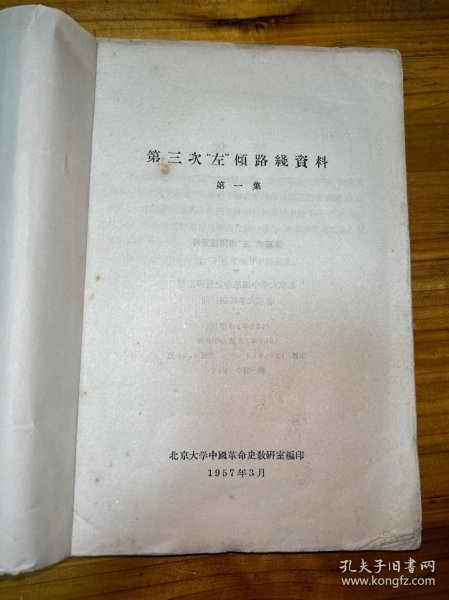 第三次“左”傾路綫資料
第一集
北京大学中國革命史教硏室編印
1957年3月
孔夫子旧书网
www.kongfz.com